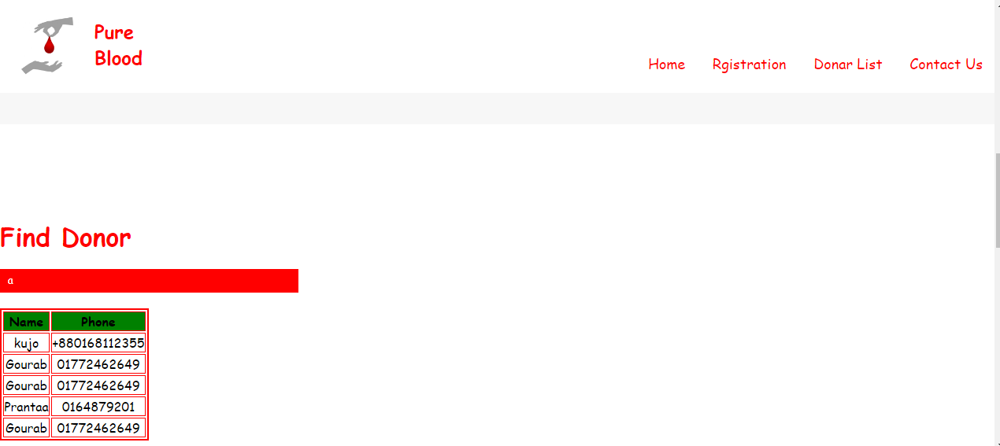 Pure
Blood
Home Rgistration Donar List Contact Us
Find Donor
a
Name Phone
kujo +880168112355
Gourab 01772462649
Gourab 01772462649
Prantaa 0164879201
Gourab 01772462649